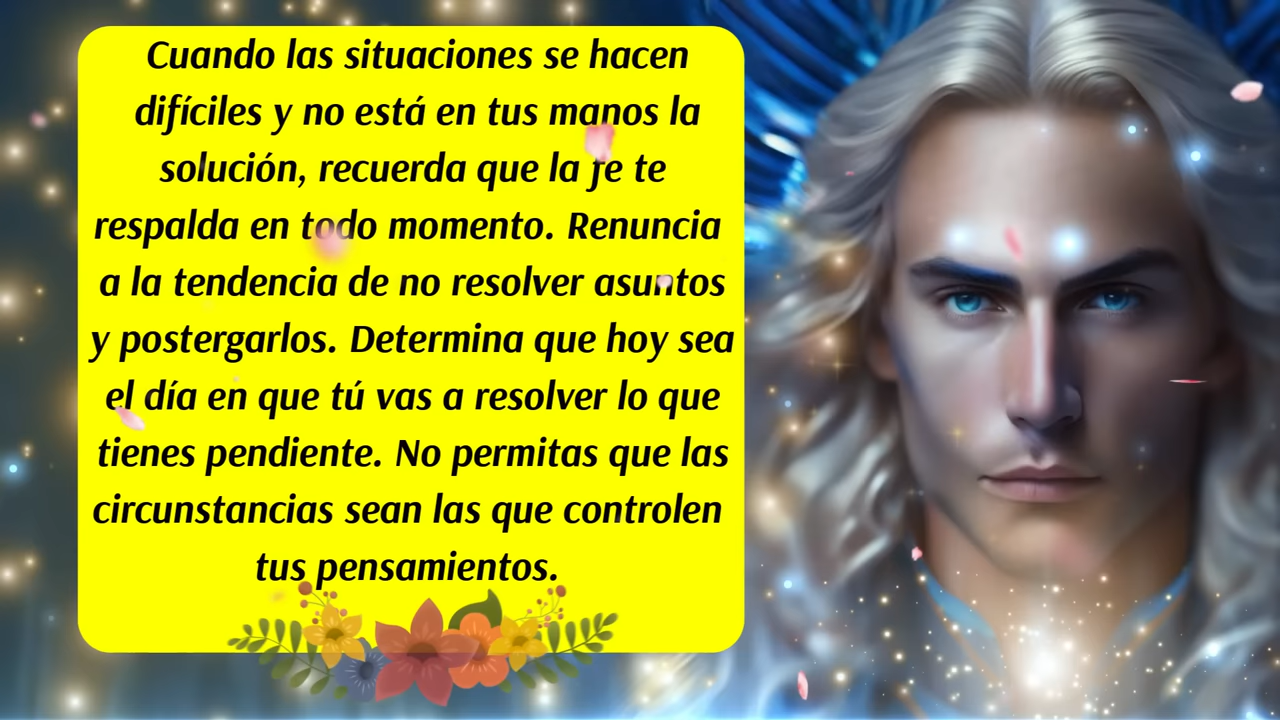 Cuando las situaciones se hacen
difíciles y no está en tus manos la
solución, recuerda que la fe te
respalda en todo momento. Renuncia
a la tendencia de no resolver asuntos
y postergarlos. Determina que hoy sea
el día en que tú vas a resolver lo que
tienes pendiente. No permitas que las
circunstancias sean las que controlen
tus pensamientos.